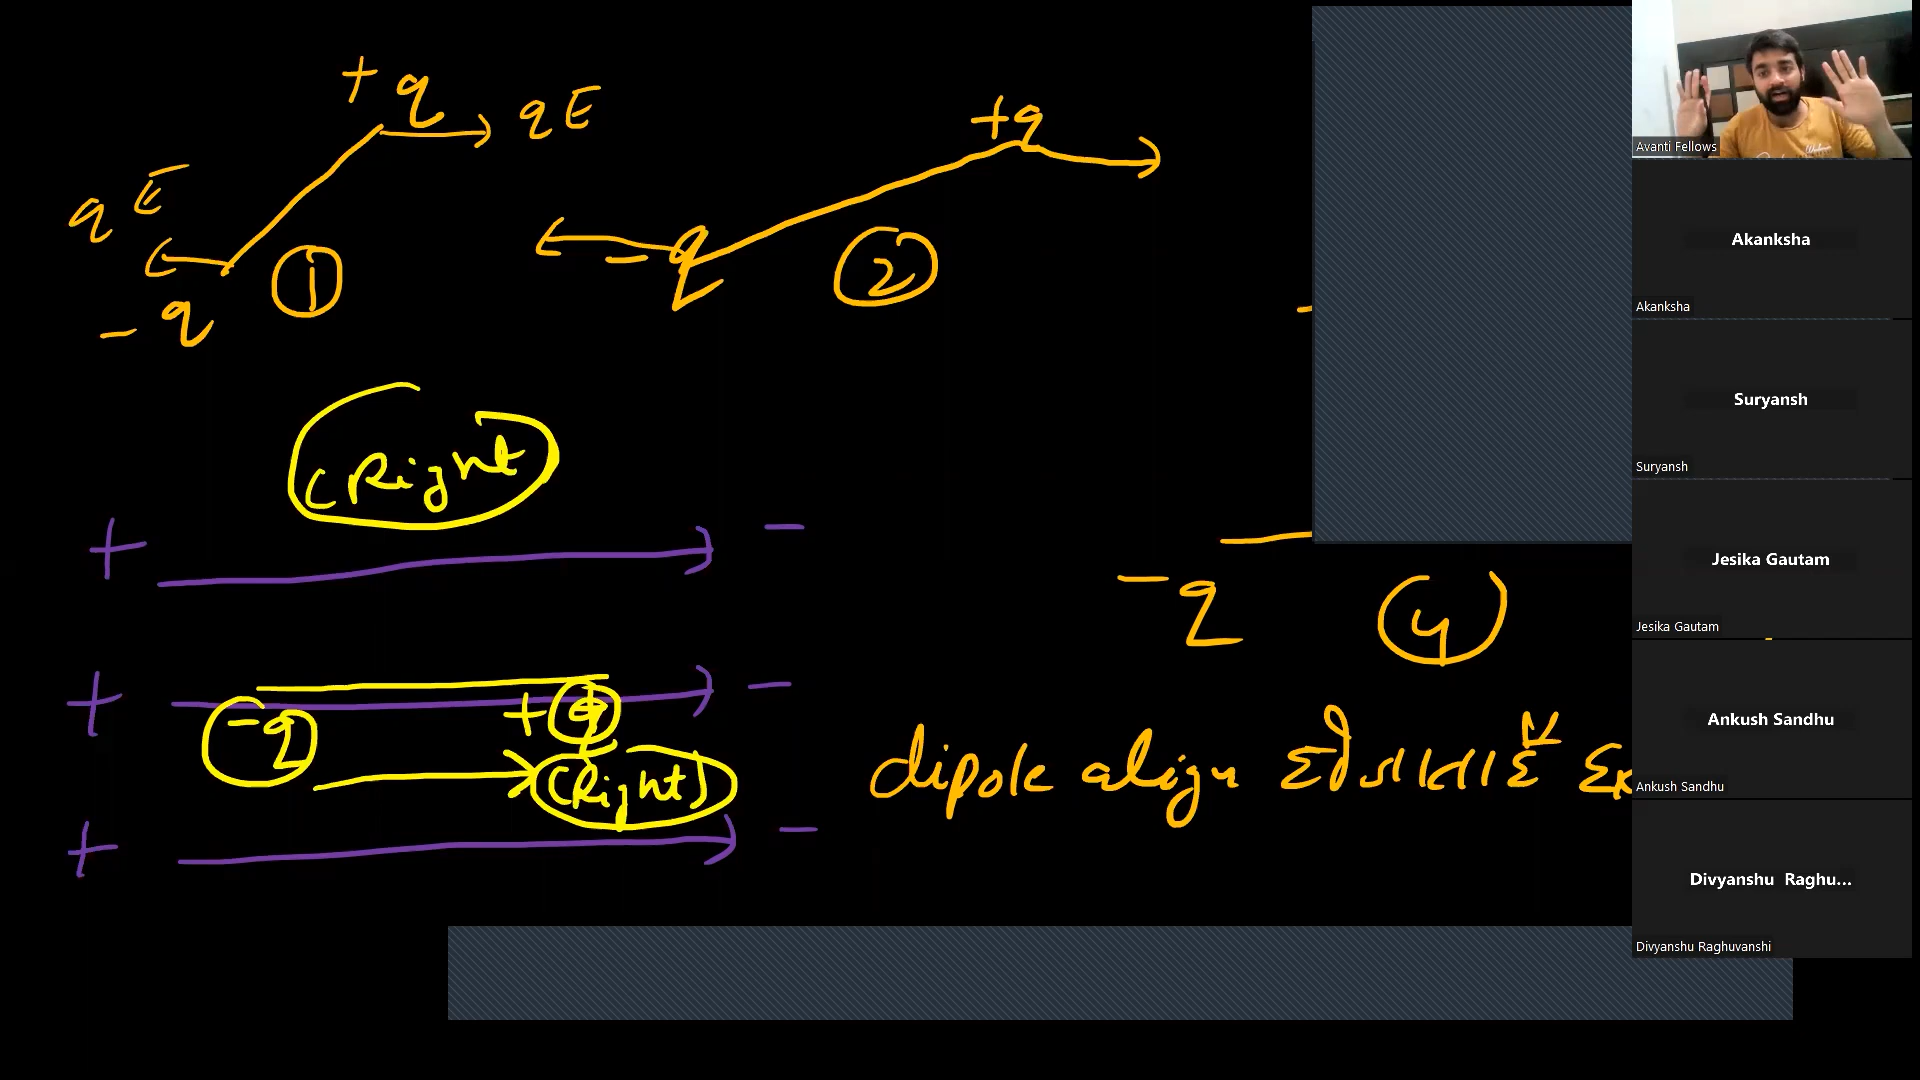 +q
qE
qE
-q
1
+q
-q
2
(Right
+ -
+ -
-q +q
(Right)
+ -
-q
4
dipole align
Avanti Fellows
Akanksha
Akanksha
Suryansh
Suryansh
Jesika Gautam
Jesika Gautam
Ankush Sandhu
Ankush Sandhu
Divyanshu Raghu...
Divyanshu Raghuvanshi